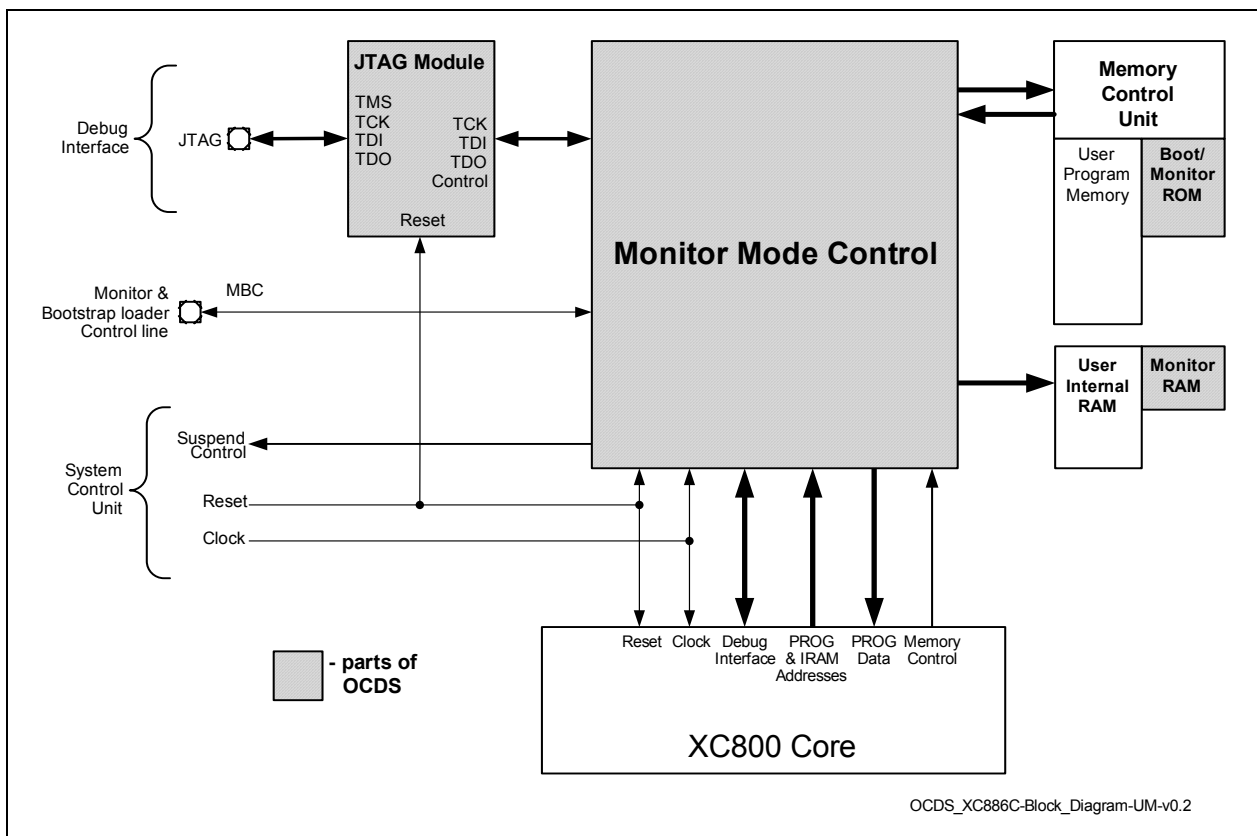 JTAG Module
TMS
TCK
TDI
TDO
TCK
TDI
TDO
Control
Reset
Debug
Interface
JTAG
Monitor &
Bootstrap loader
Control line
MBC
System
Control
Unit
Suspend
Control
Reset
Clock
Monitor Mode Control
Memory
Control
Unit
User
Program
Memory
Boot/
Monitor
ROM
User
Internal
RAM
Monitor
RAM
Reset
Clock
Debug
Interface
PROG
& IRAM
Addresses
PROG
Data
Memory
Control
XC800 Core
- parts of
OCDS
OCDS_XC886C-Block_Diagram-UM-v0.2